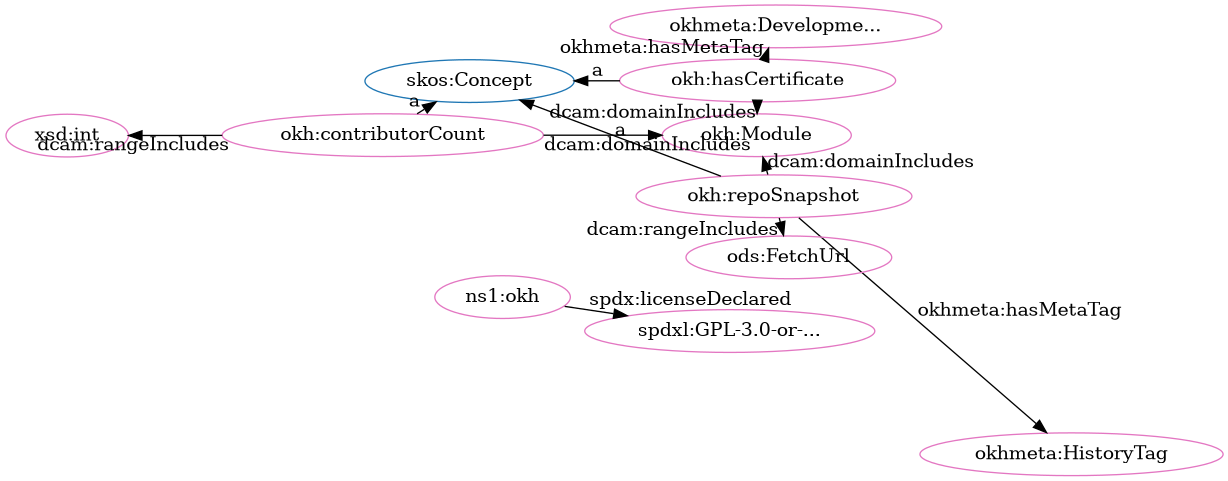 okhmeta:Developme...
okhmeta:hasMetaTag
a
skos:Concept
okh:hasCertificate
a
dcam:domainIncludes
xsd:int
okh:contributorCount
a
okh:Module
dcam:rangeIncludes
dcam:domainIncludes
dcam:domainIncludes
okh:repoSnapshot
dcam:rangeIncludes
ods:FetchUrl
ns1:okh
spdx:licenseDeclared
okhmeta:hasMetaTag
spdxl:GPL-3.0-or-...
okhmeta:HistoryTag